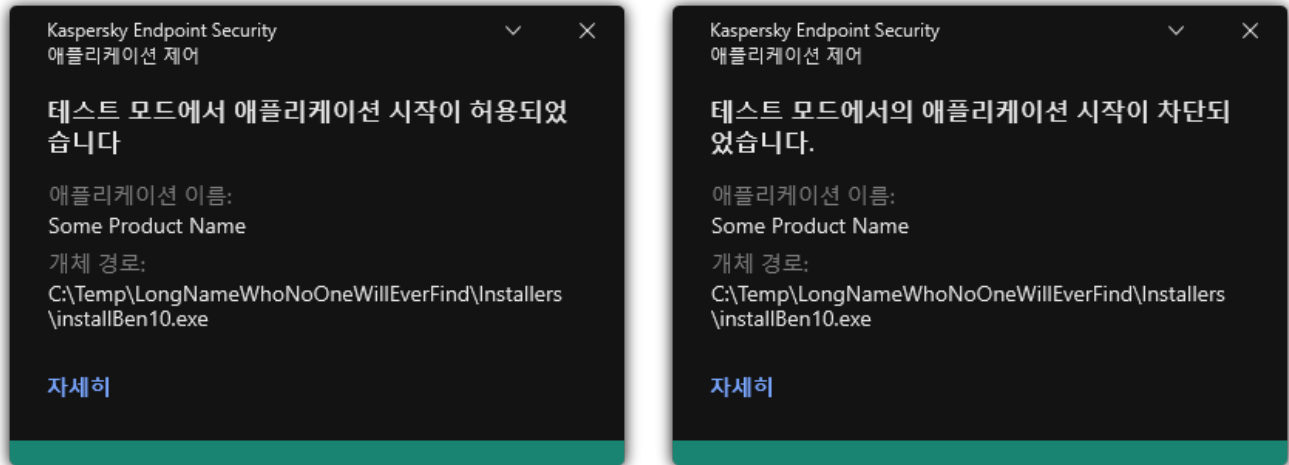 Kaspersky Endpoint Security
애플리케이션 제어
테스트 모드에서 애플리케이션 시작이 허용되었
습니다
애플리케이션 이름:
Some Product Name
개체 경로:
C:\Temp\LongNameWhoNoOneWillEverFind\Installers
\installBen10.exe
자세히
Kaspersky Endpoint Security
애플리케이션 제어
테스트 모드에서의 애플리케이션 시작이 차단되
었습니다.
애플리케이션 이름:
Some Product Name
개체 경로:
C:\Temp\LongNameWhoNoOneWillEverFind\Installers
\installBen10.exe
자세히